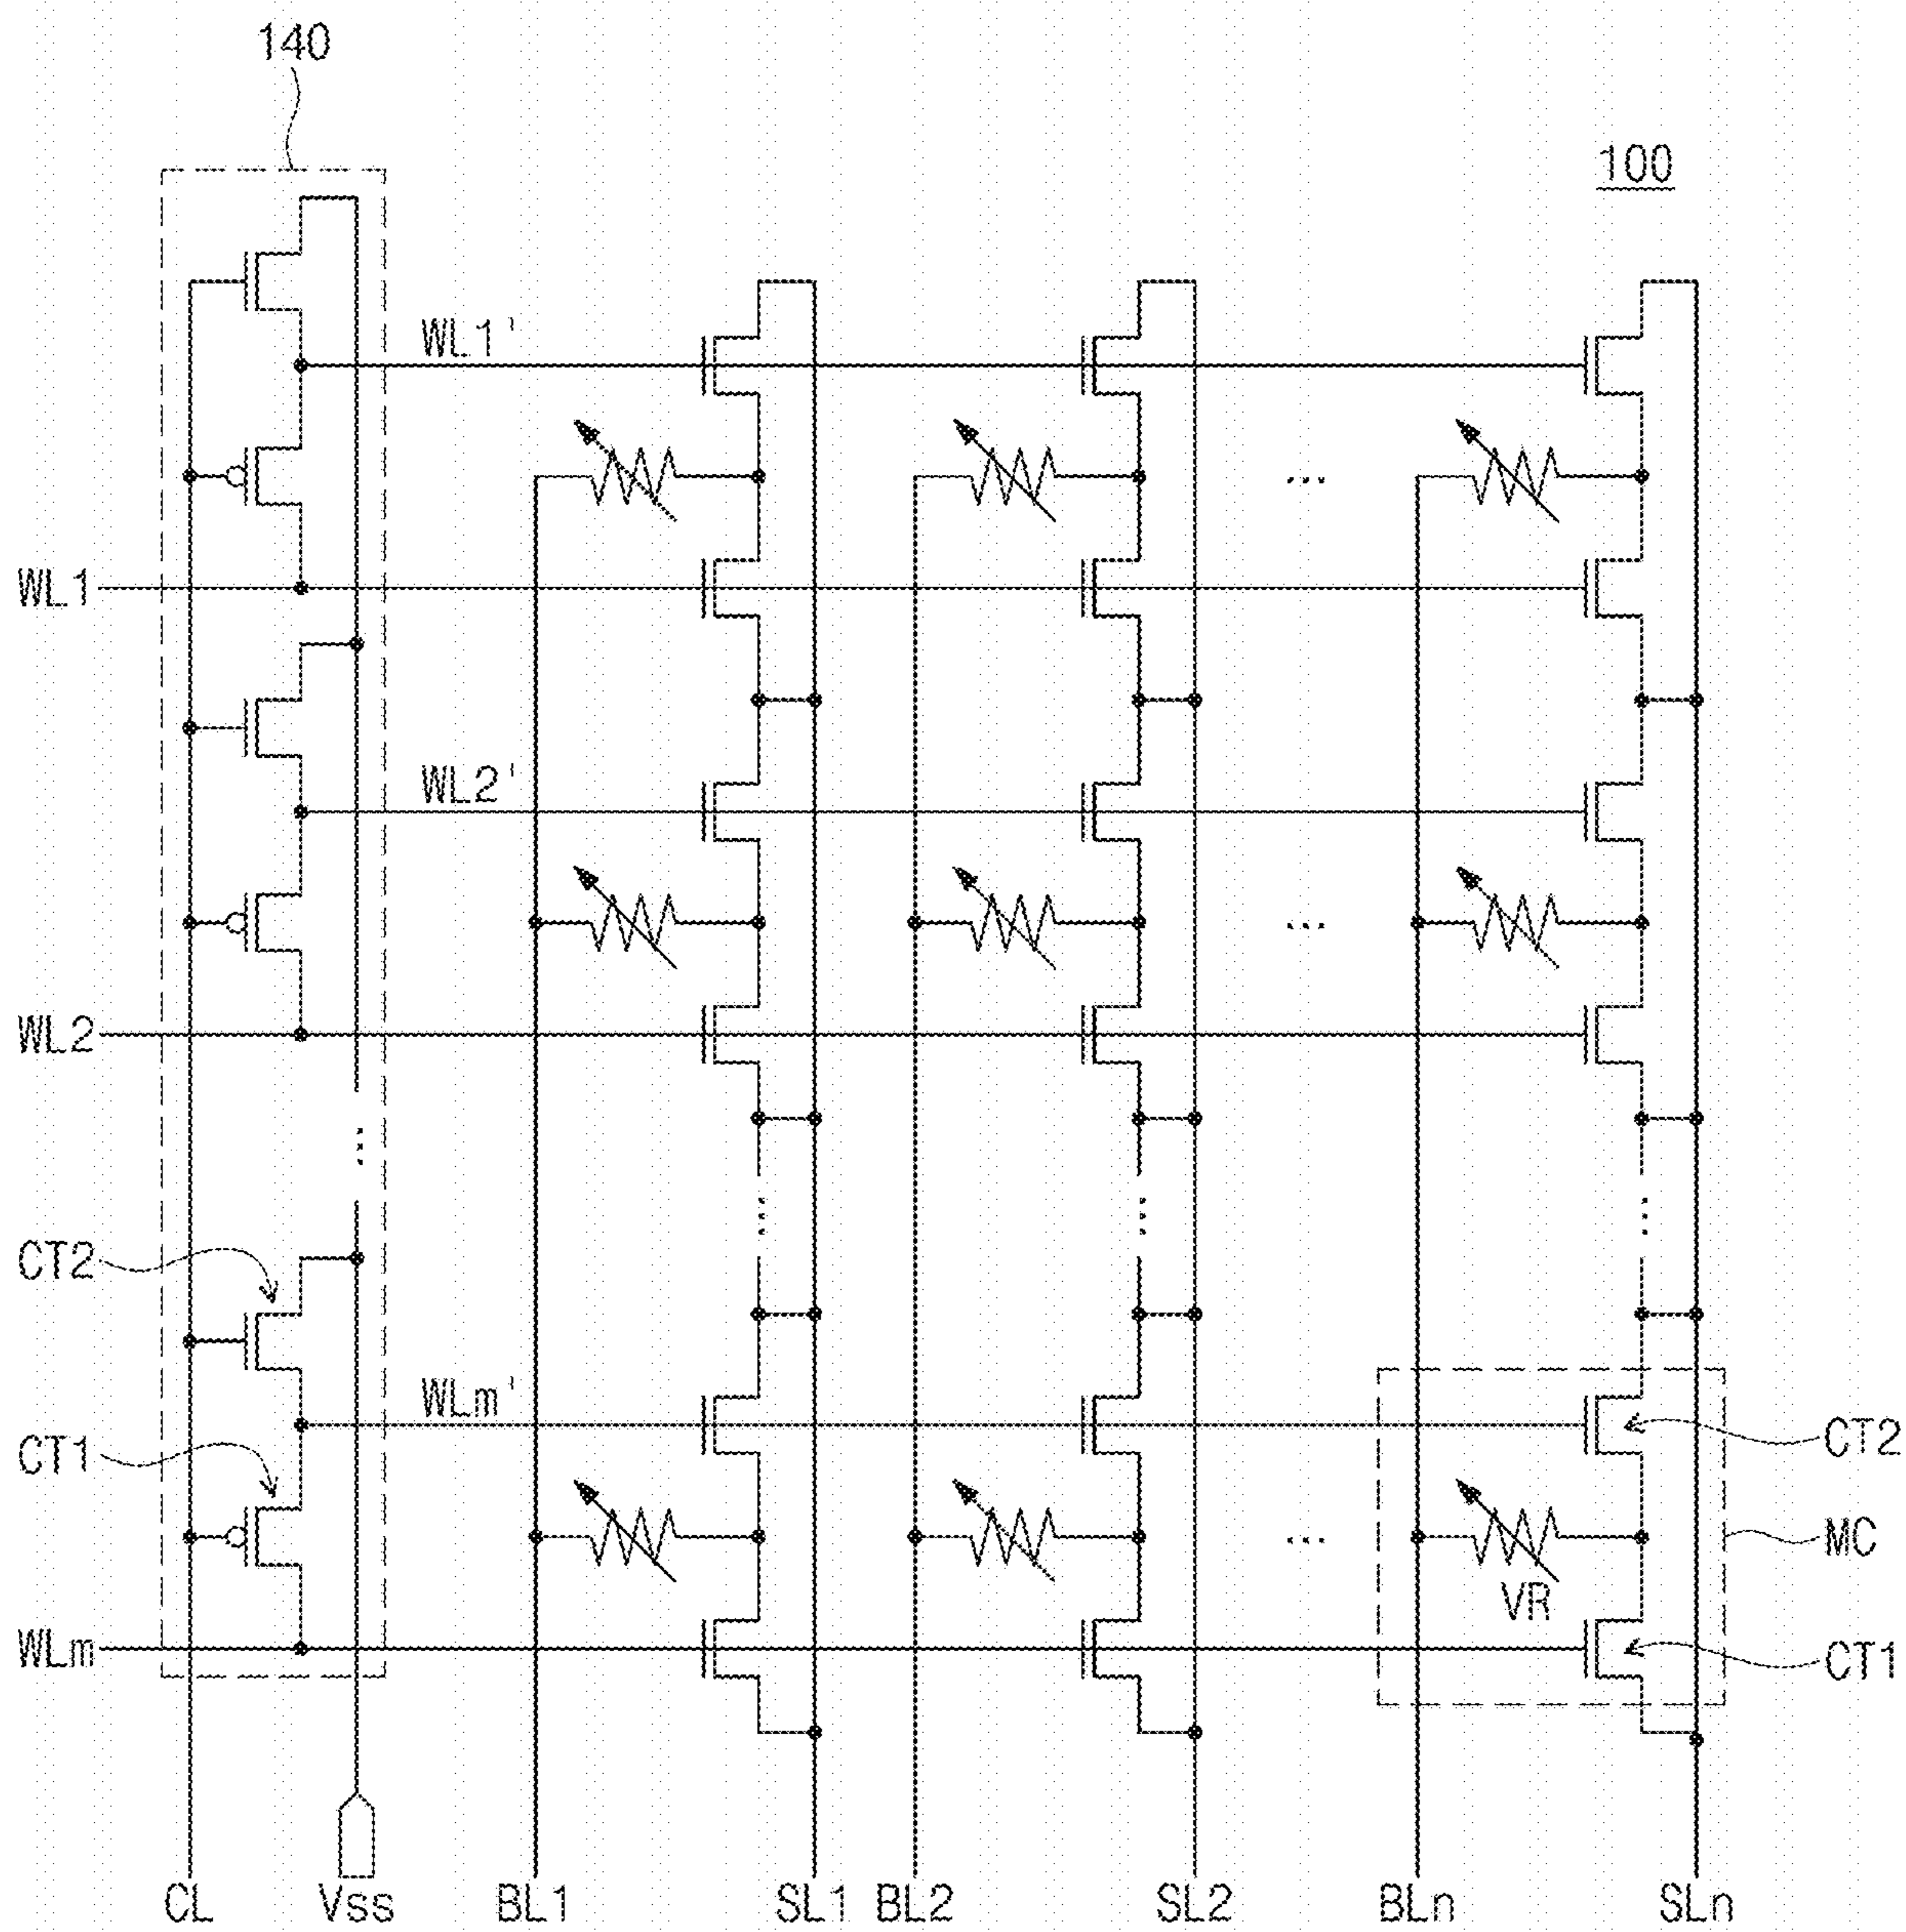 140
100
WL1'
...
WL1
WL2'
...
WL2
...
... ... ...
CT2
WLm'
CT2
CT1
...
MC
VR
WLm
CT1
CL Vss BL1 SL1 BL2 SL2 BLn SLn